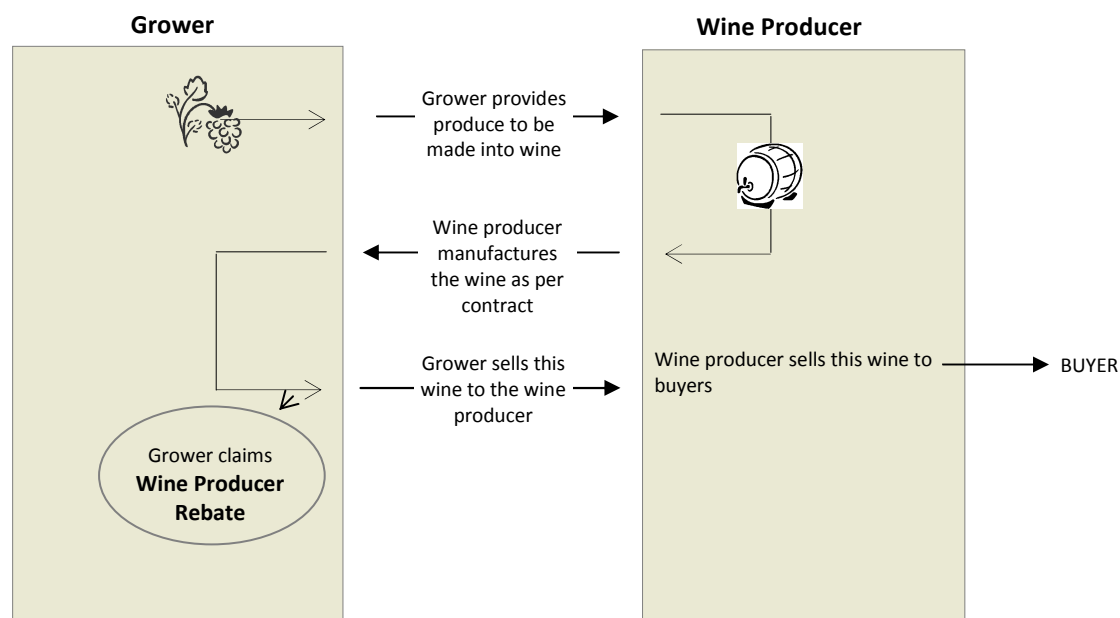 Grower
Wine Producer
Grower provides
produce to be
made into wine
Wine producer
manufactures
the wine as per
contract
Grower sells this
wine to the wine
producer
Wine producer sells this wine to
buyers
BUYER
Grower claims
Wine Producer
Rebate